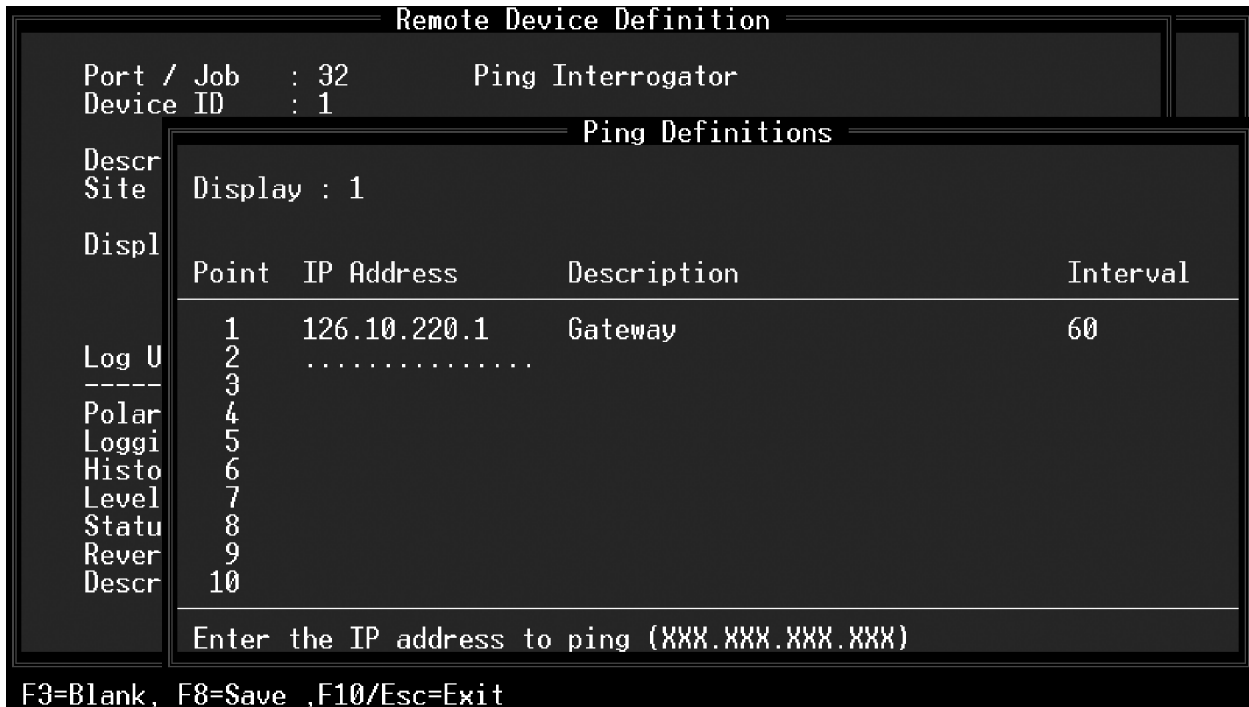 Remote Device Definition
Port / Job : 32 Ping Interrogator
Device ID : 1
Ping Definitions
Descr
Site
Display : 1
Displ
Point IP Address Description Interval
1 126.10.220.1 Gateway 60
Log U
2 ...............
-----
3
Polar
4
Loggi
5
Histo
6
Level
7
Statu
8
Rever
9
Descr
10
Enter the IP address to ping (XXX.XXX.XXX.XXX)
F3=Blank, F8=Save ,F10/Esc=Exit